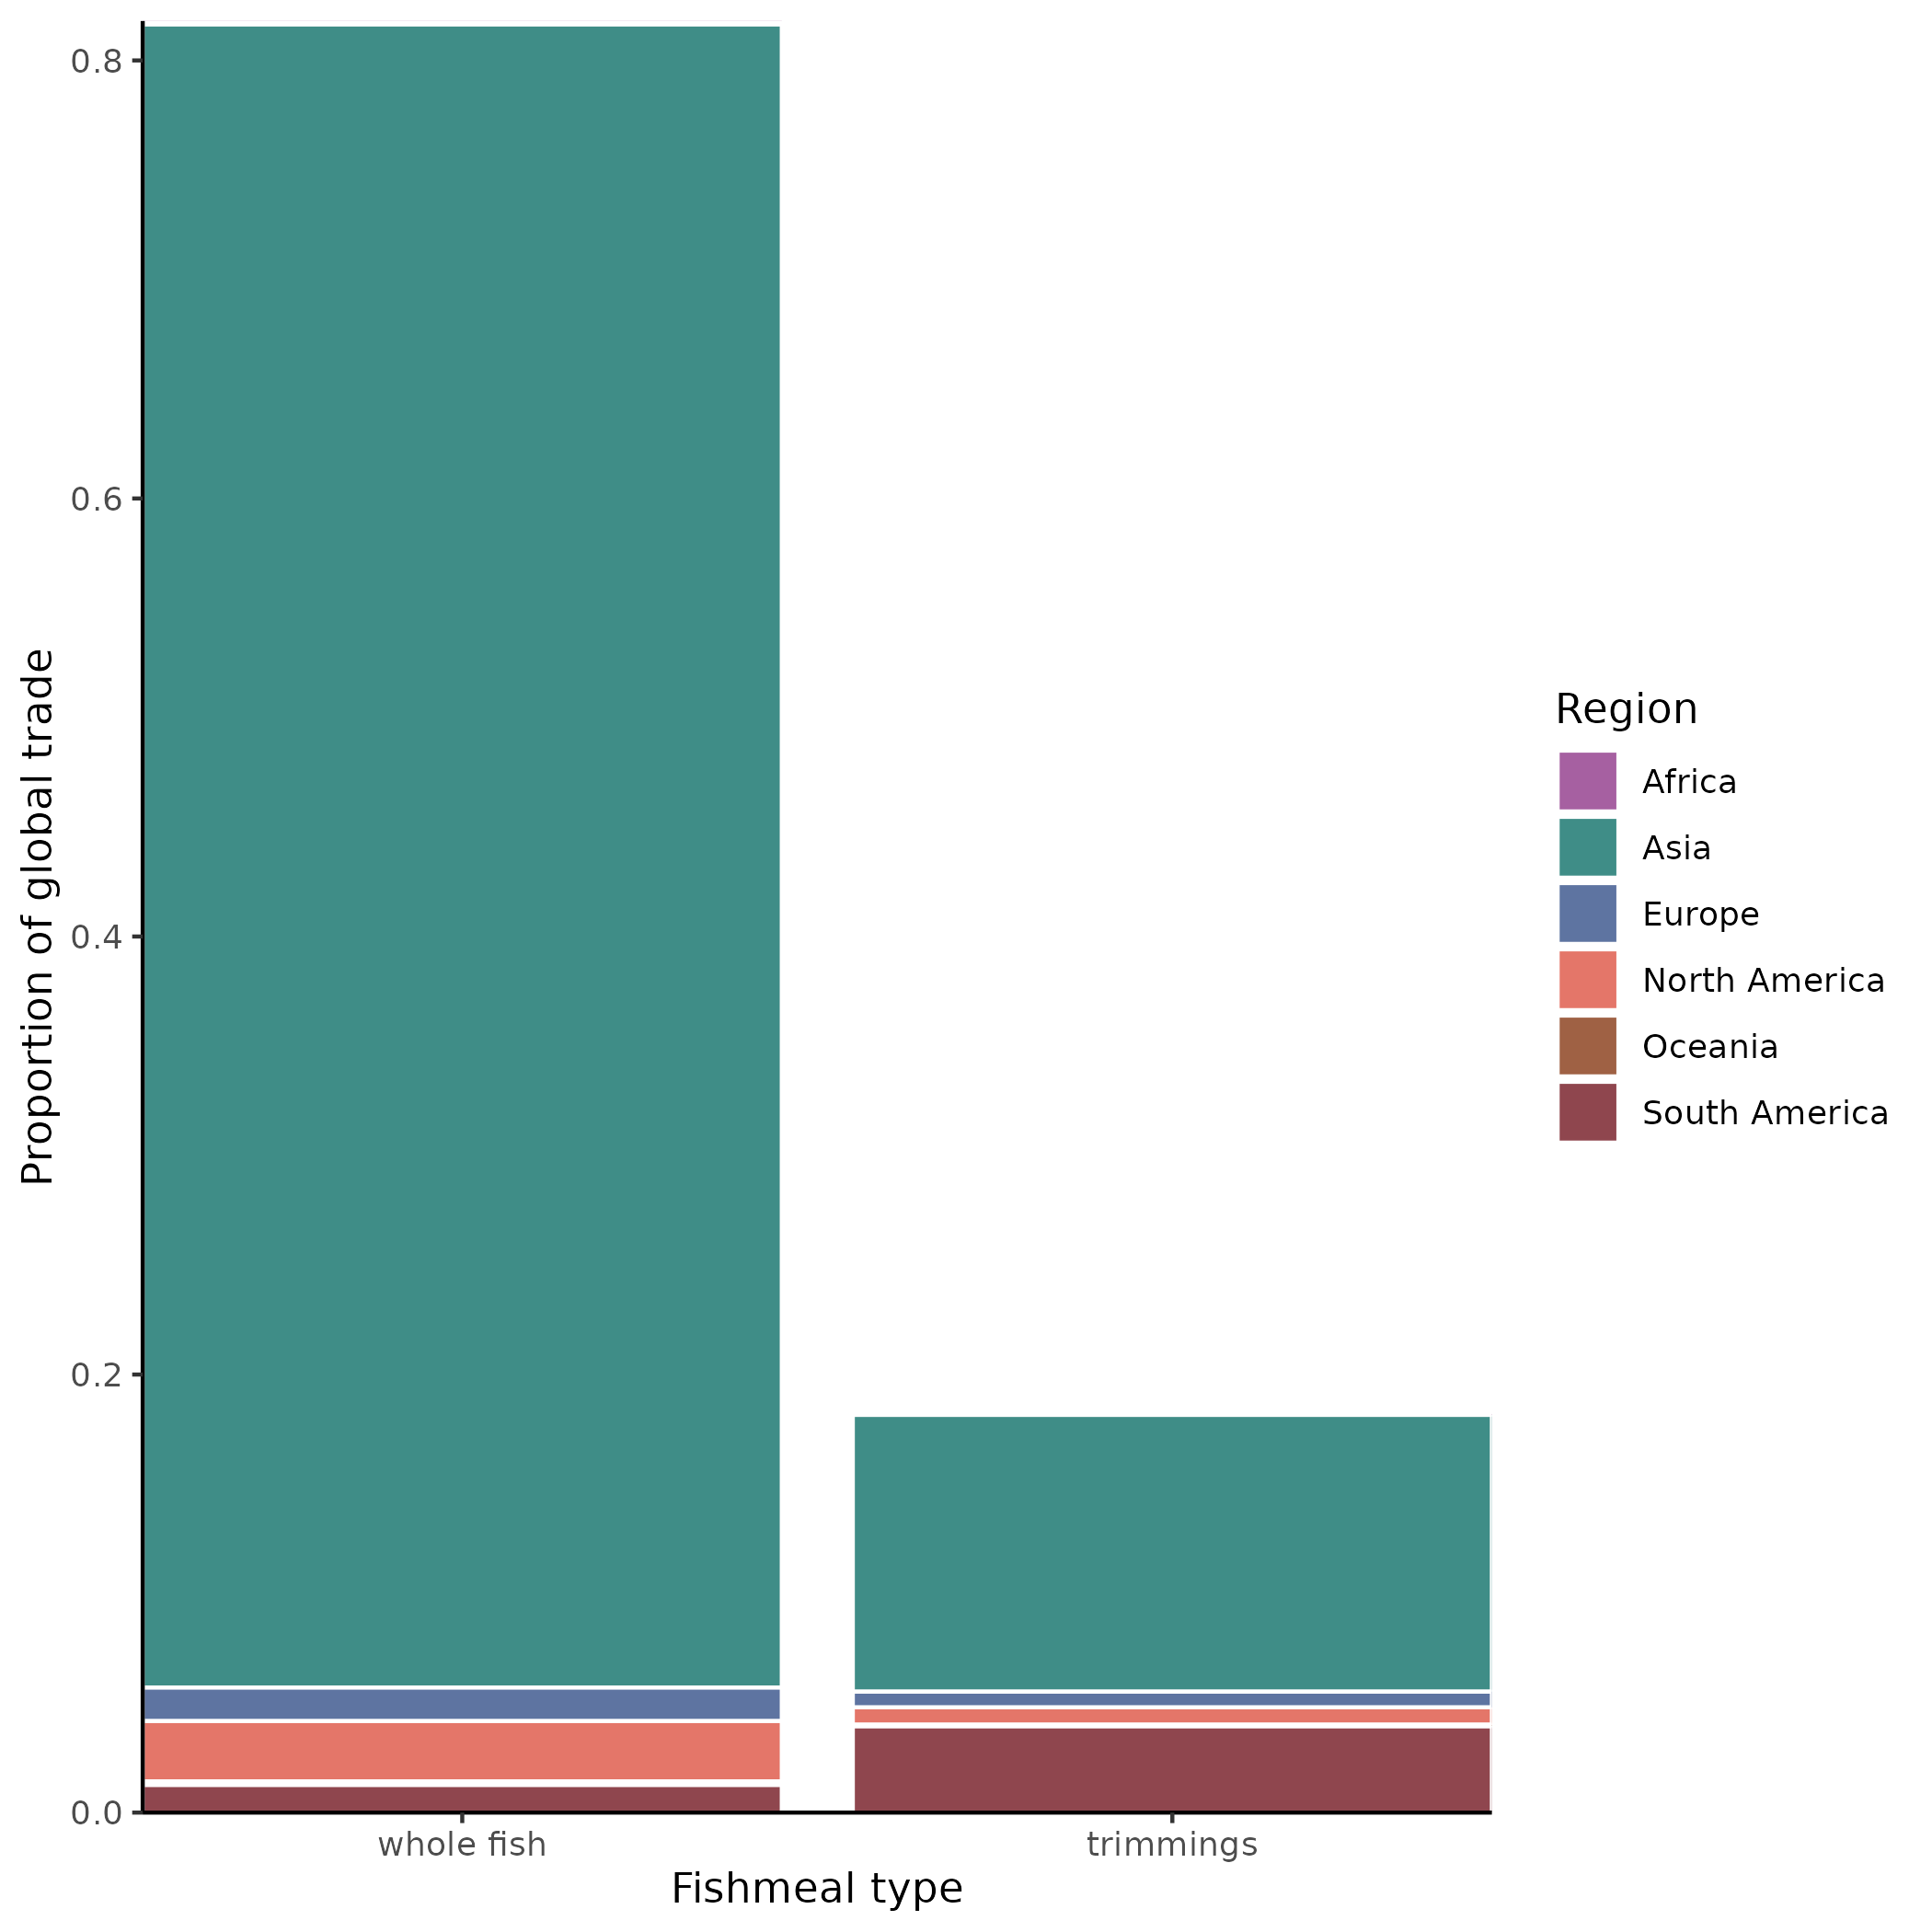 Proportion of global trade
0.8
0.6
0.4
0.2
0.0
whole fish
trimmings
Fishmeal type
Region
Africa
Asia
Europe
North America
Oceania
South America